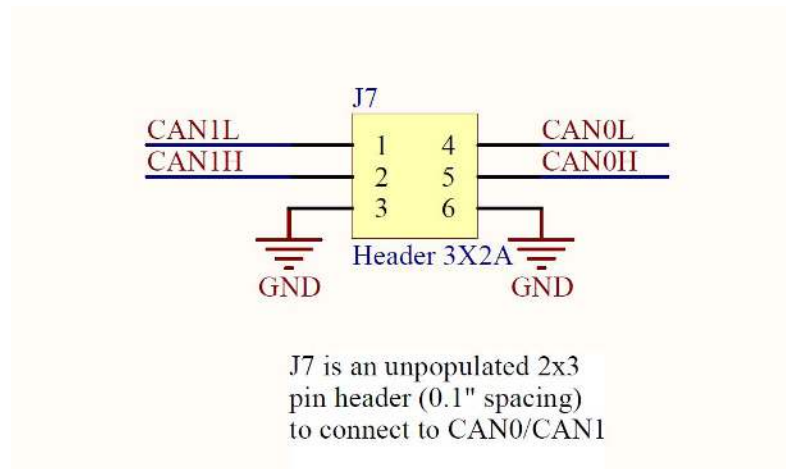 J7
CAN1L 1 4 CAN0L
CAN1H 2 5 CAN0H
3 6
Header 3X2A
GND GND
J7 is an unpopulated 2x3
pin header (0.1" spacing)
to connect to CAN0/CAN1